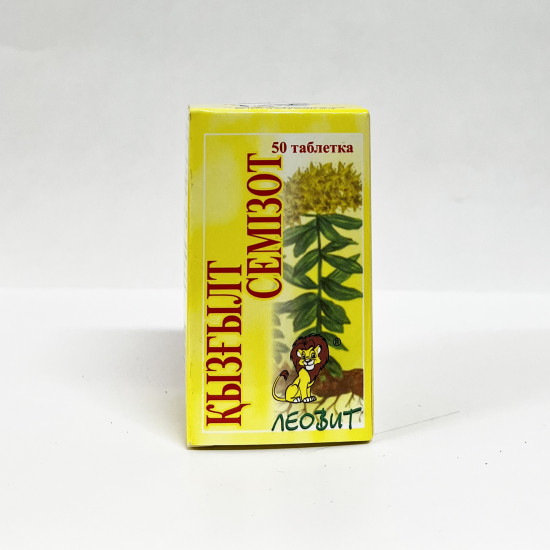 50 таблетка
ҚЫЗҒЫЛТ
СЕМІЗОТ
®
ЛЕОВИТ